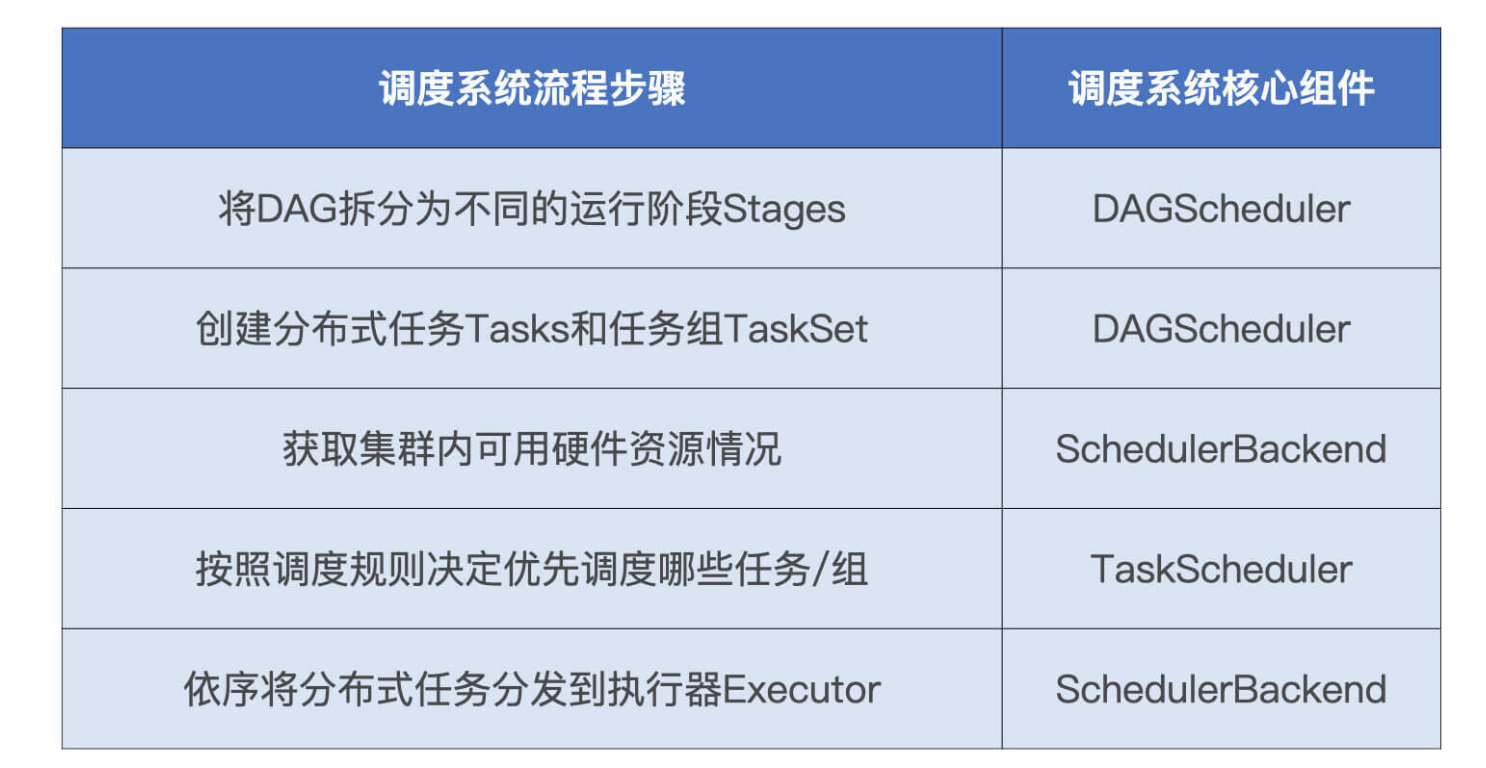 调度系统流程步骤 调度系统核心组件
将DAG拆分为不同的运行阶段Stages DAGScheduler
创建分布式任务Tasks和任务组TaskSet DAGScheduler
获取集群内可用硬件资源情况 SchedulerBackend
按照调度规则决定优先调度哪些任务/组 TaskScheduler
依序将分布式任务分发到执行器Executor SchedulerBackend